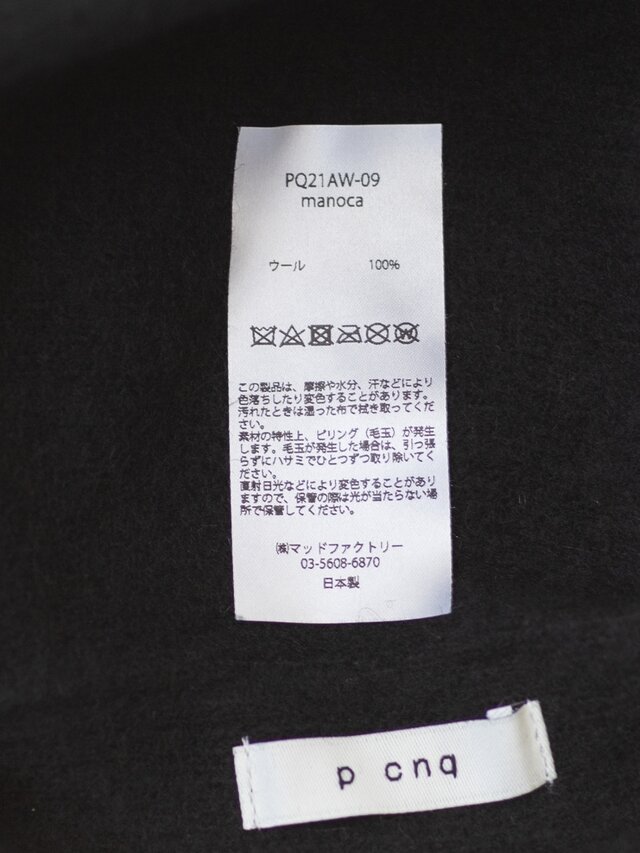 PQ21AW-09
manoca
ウール 100%
この製品は、摩擦や水分、汗などにより
色落ちしたり変色することがあります。
汚れたときは湿った布で拭き取ってくだ
さい。
素材の特性上、ピリング（毛玉）が発生
します。毛玉が発生した場合は、引っ張
らずにハサミでひとつずつ取り除いてく
ださい。
直射日光などにより変色することがあり
ますので、保管の際は光が当たらない場
所で保管してください。
㈱マッドファクトリー
03-5608-6870
日本製
p cnq